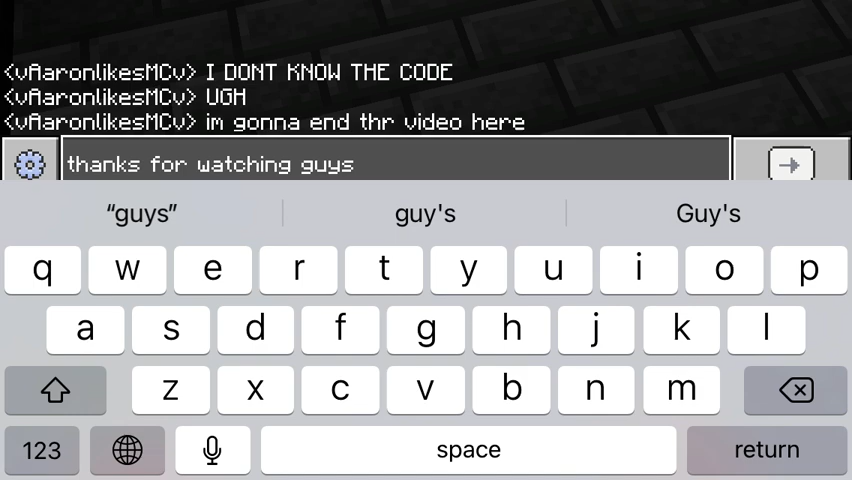 <vAaronlikesMCv> I DONT KNOW THE CODE
<vAaronlikesMCv> UGH
<vAaronlikesMCv> im gonna end thr video here
thanks for watching guys
“guys” guy's Guy's
q w e r t y u i o p
a s d f g h j k l
z x c v b n m
123 space return